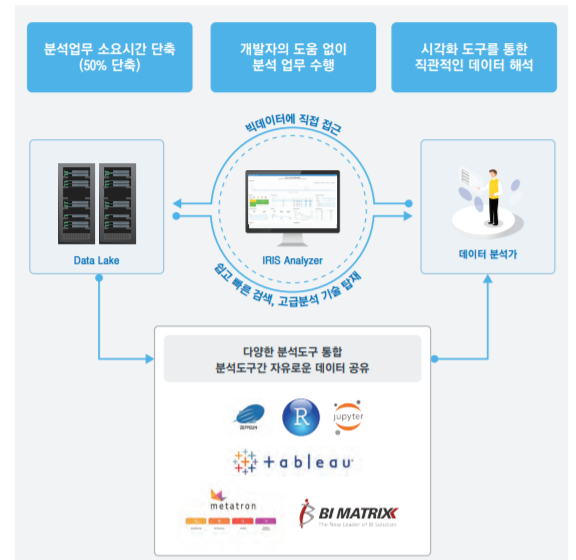 분석업무 소요시간 단축
(50% 단축)
개발자의 도움 없이
분석 업무 수행
시각화 도구를 통한
직관적인 데이터 해석
빅데이터에 직접 접근
Data Lake
IRIS Analyzer
데이터 분석가
쉽고 빠른 검색, 고급분석 기술 탑재
다양한 분석도구 통합
분석도구간 자유로운 데이터 공유
ZEPPELIN
R
jupyter
+ a b l e a u
metatron
BI MATRIX
The New Leader of BI Solution